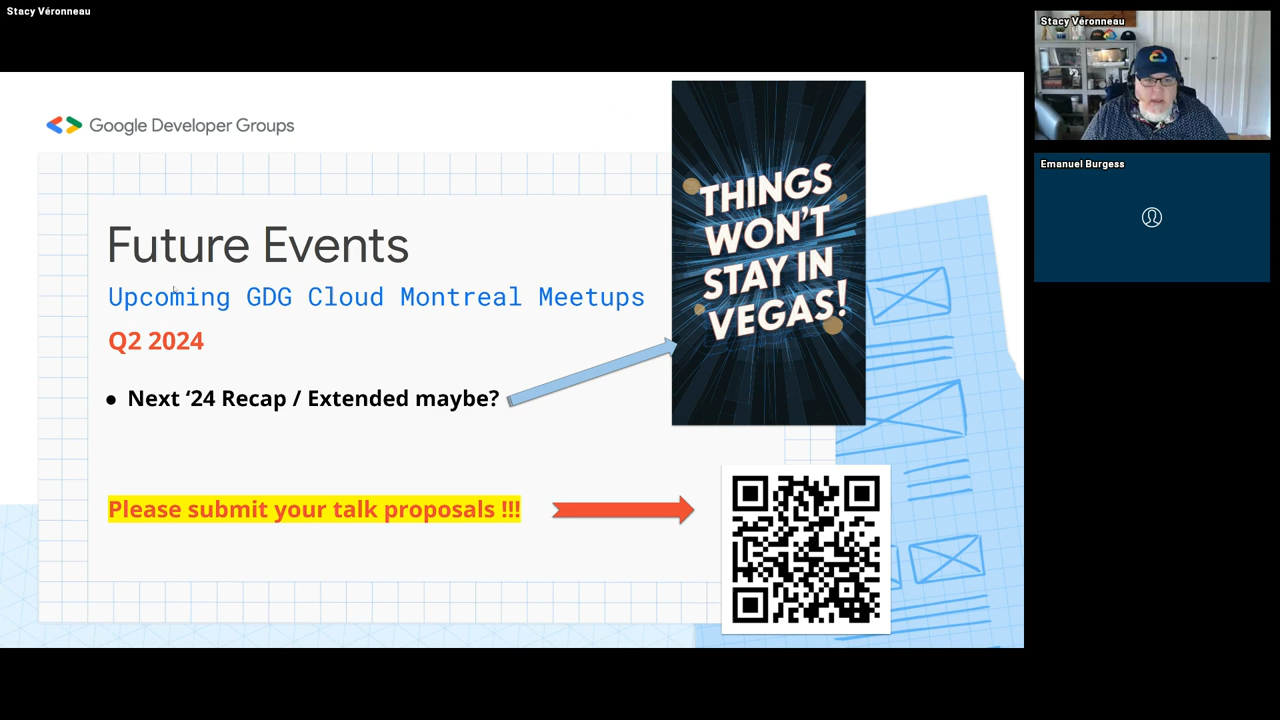 Stacy Véronneau
Google Developer Groups
Future Events
Upcoming GDG Cloud Montreal Meetups
Q2 2024
● Next ‘24 Recap / Extended maybe?
Please submit your talk proposals !!!
THINGS
WON'T
STAY IN
VEGAS!
Stacy Véronneau
Emanuel Burgess